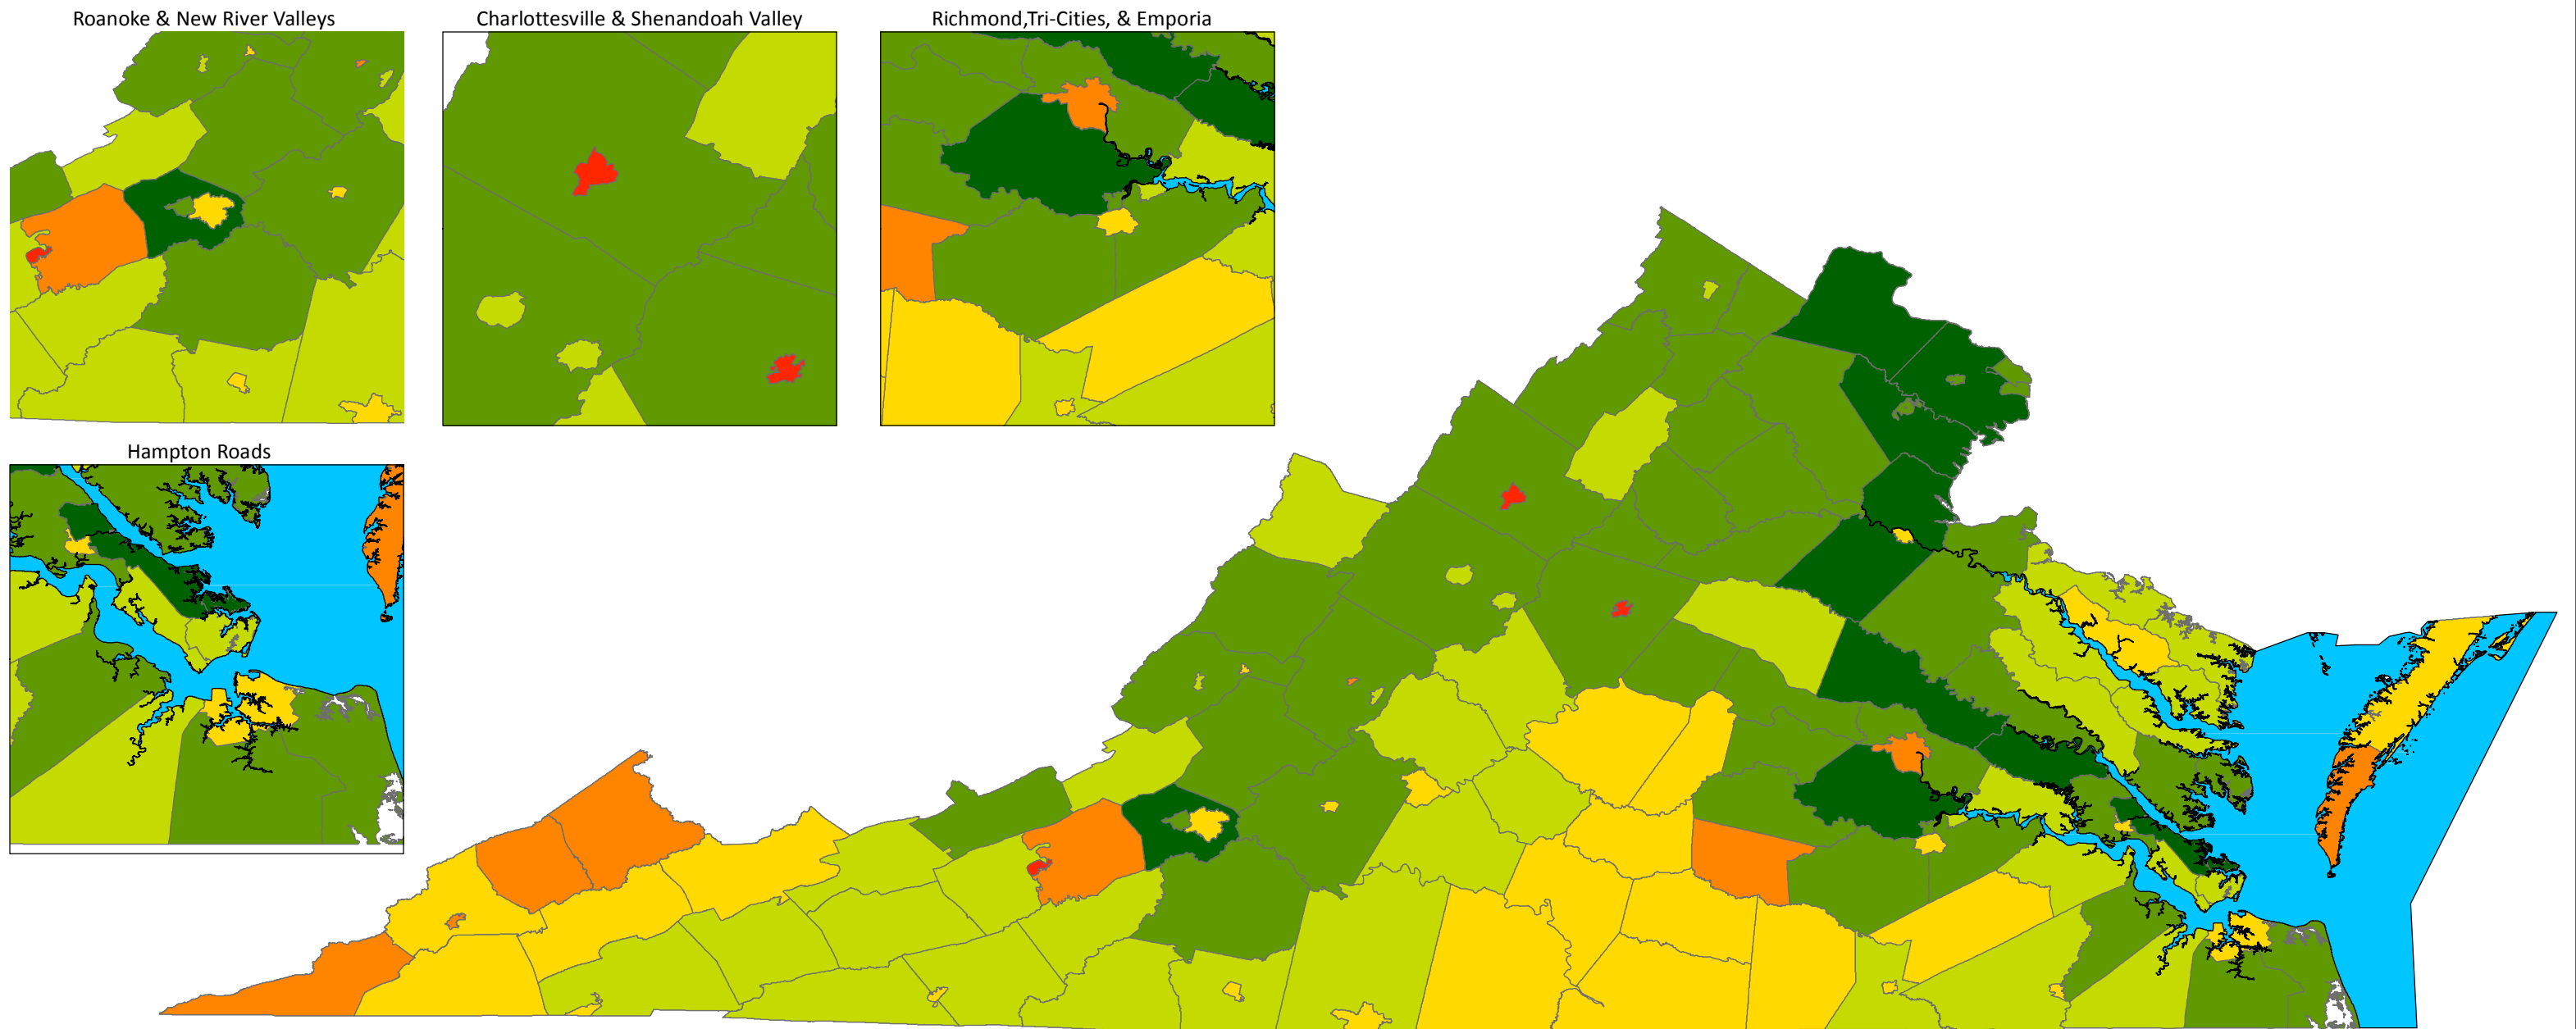 Roanoke & New River Valleys
Charlottesville & Shenandoah Valley
Richmond,Tri-Cities, & Emporia
Hampton Roads